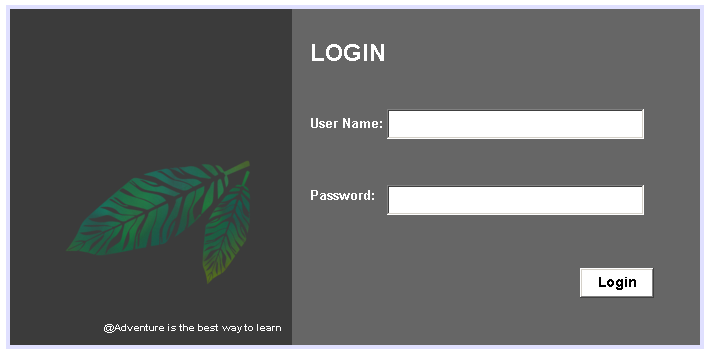 LOGIN
User Name:
Password:
Login
@Adventure is the best way to learn